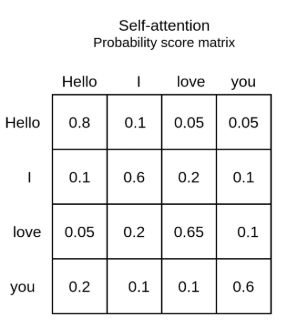 Self-attention
Probability score matrix
Hello I love you
Hello 0.8 0.1 0.05 0.05
I 0.1 0.6 0.2 0.1
love 0.05 0.2 0.65 0.1
you 0.2 0.1 0.1 0.6